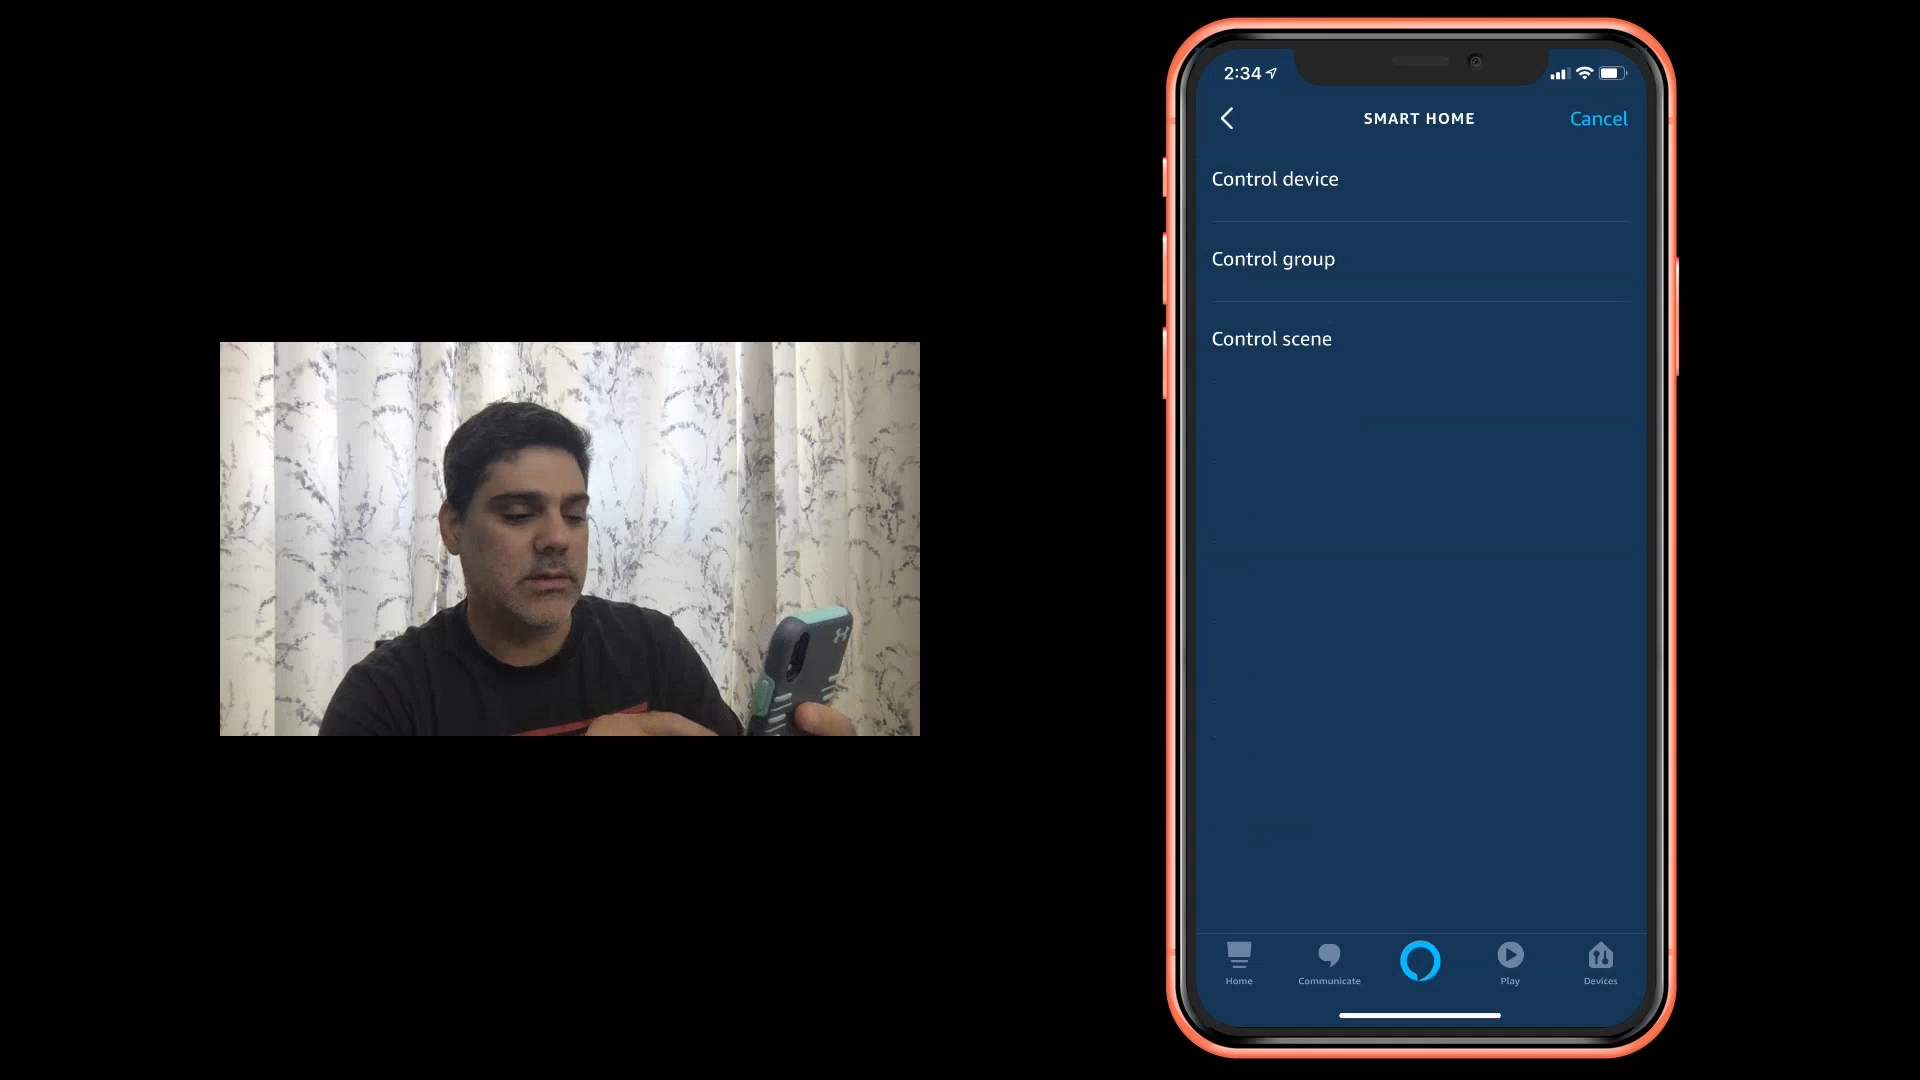 2:34
SMART HOME
Cancel
Control device
Control group
Control scene
Home
Communicate
Play
Devices